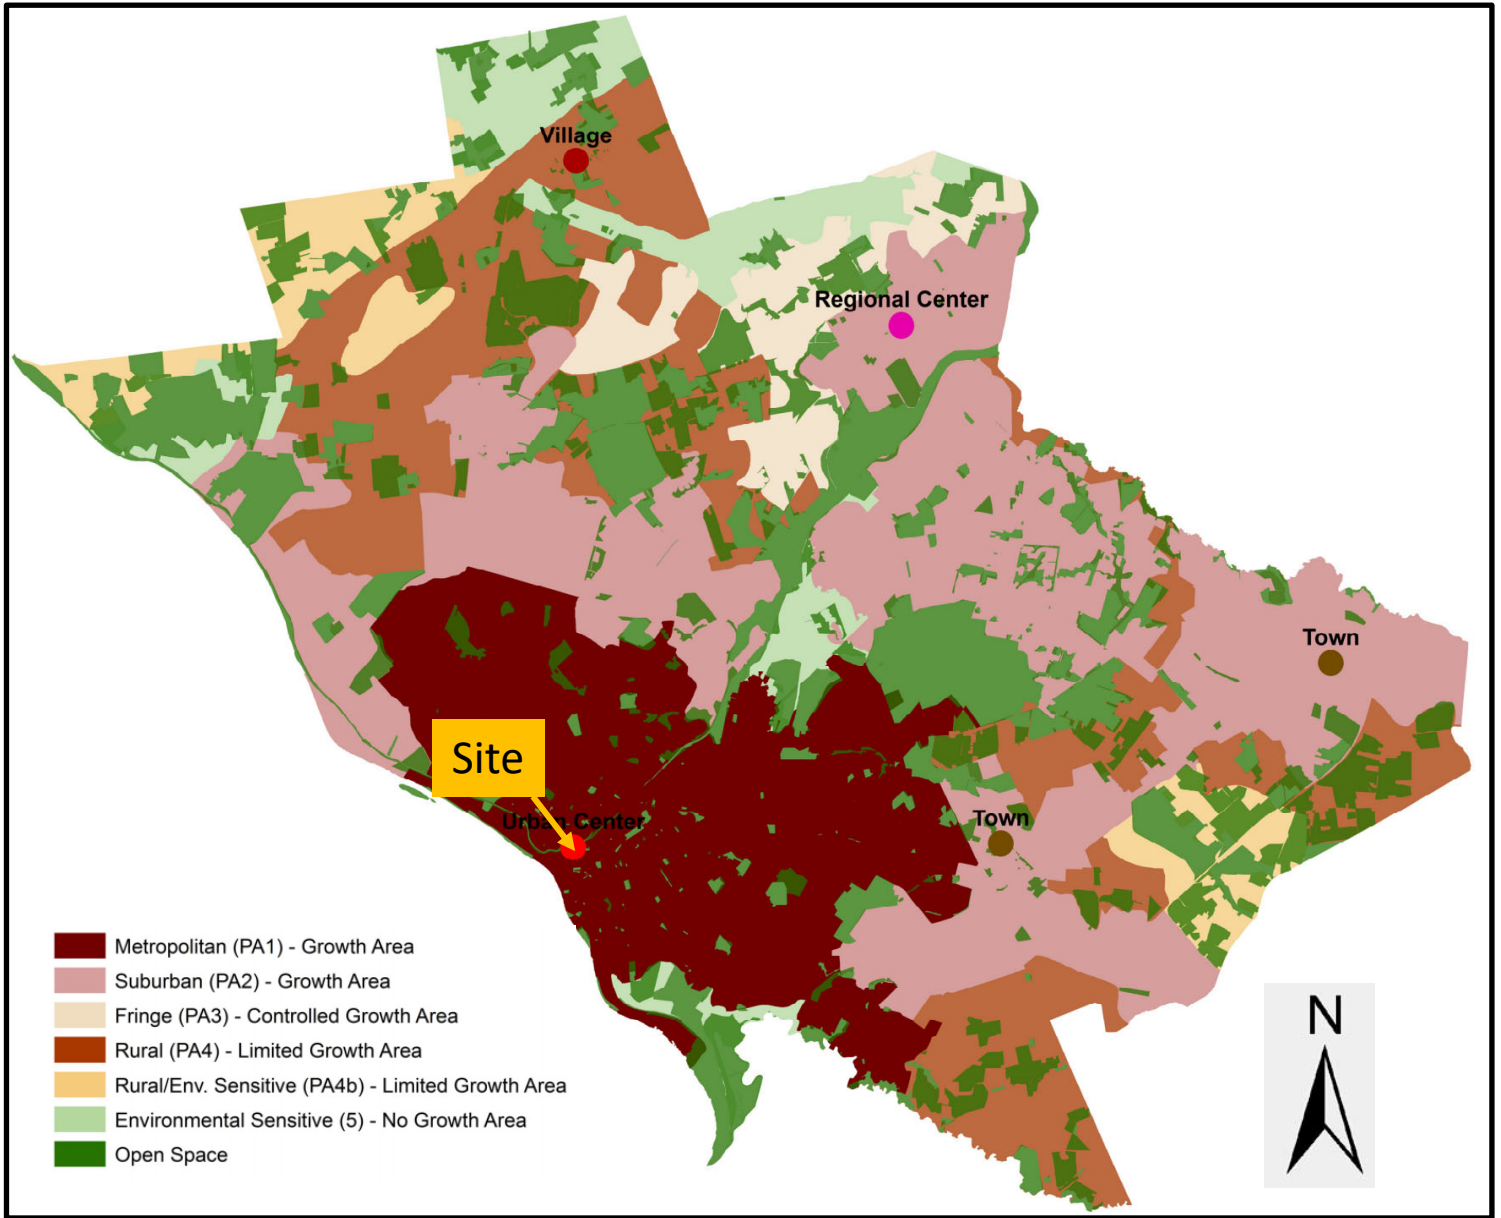 Village
Regional Center
Town
Site
Urban Center
Town
Metropolitan (PA1) - Growth Area
Suburban (PA2) - Growth Area
Fringe (PA3) - Controlled Growth Area
Rural (PA4) - Limited Growth Area
Rural/Env. Sensitive (PA4b) - Limited Growth Area
Environmental Sensitive (5) - No Growth Area
Open Space
N